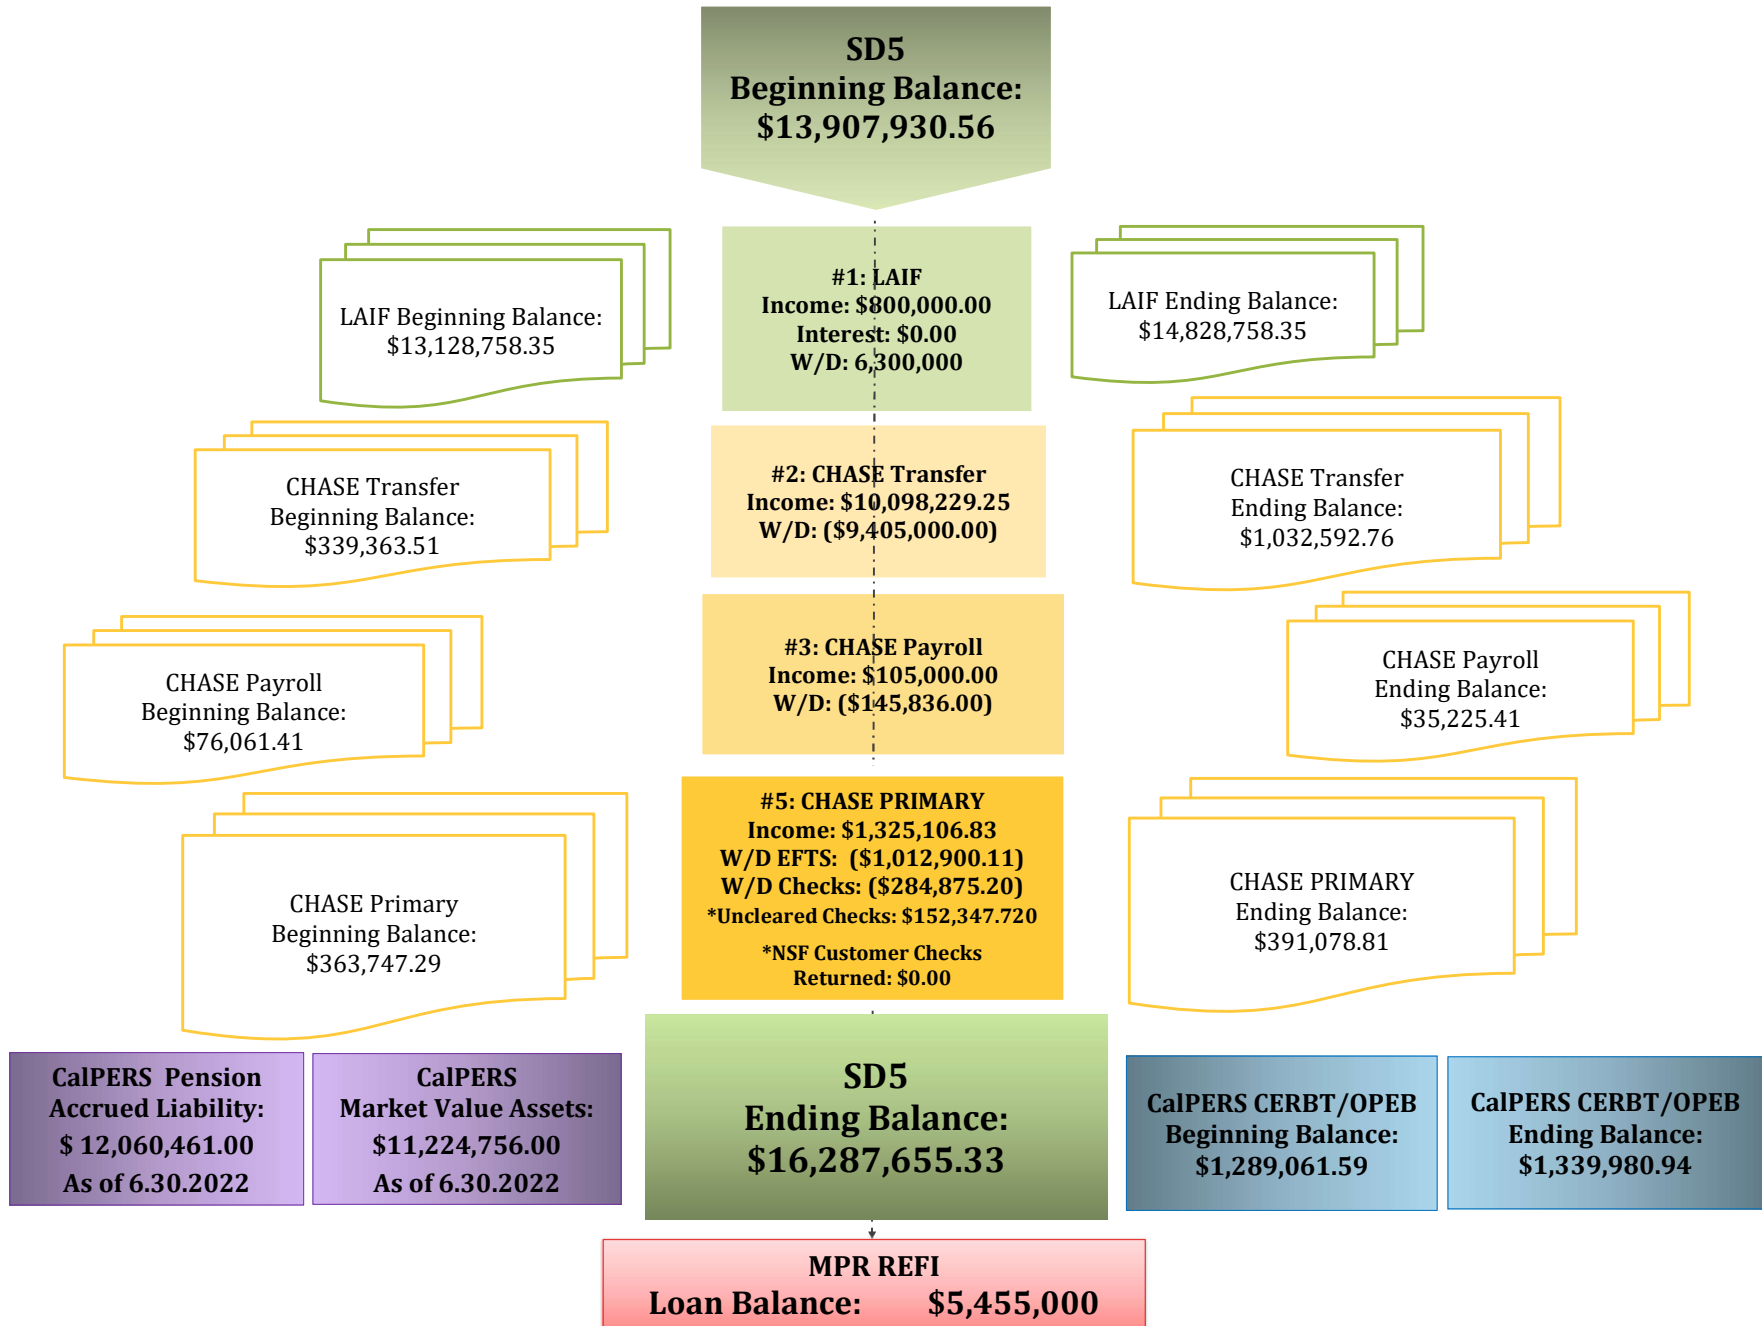 SD5
Beginning Balance:
$13,907,930.56
LAIF Beginning Balance:
$13,128,758.35
#1: LAIF
Income: $800,000.00
Interest: $0.00
W/D: 6,300,000
LAIF Ending Balance:
$14,828,758.35
CHASE Transfer
Beginning Balance:
$339,363.51
#2: CHASE Transfer
Income: $10,098,229.25
W/D: ($9,405,000.00)
CHASE Transfer
Ending Balance:
$1,032,592.76
CHASE Payroll
Beginning Balance:
$76,061.41
#3: CHASE Payroll
Income: $105,000.00
W/D: ($145,836.00)
CHASE Payroll
Ending Balance:
$35,225.41
CHASE Primary
Beginning Balance:
$363,747.29
#5: CHASE PRIMARY
Income: $1,325,106.83
W/D EFTS:  ($1,012,900.11)
W/D Checks: ($284,875.20)
*Uncleared Checks: $152,347.720
*NSF Customer Checks
Returned: $0.00
CHASE PRIMARY
Ending Balance:
$391,078.81
CalPERS  Pension
Accrued Liability:
$ 12,060,461.00
As of 6.30.2022
CalPERS
Market Value Assets:
$11,224,756.00
As of 6.30.2022
SD5
Ending Balance:
$16,287,655.33
CalPERS CERBT/OPEB
Beginning Balance:
$1,289,061.59
CalPERS CERBT/OPEB
Ending Balance:
$1,339,980.94
MPR REFI
Loan Balance:     $5,455,000